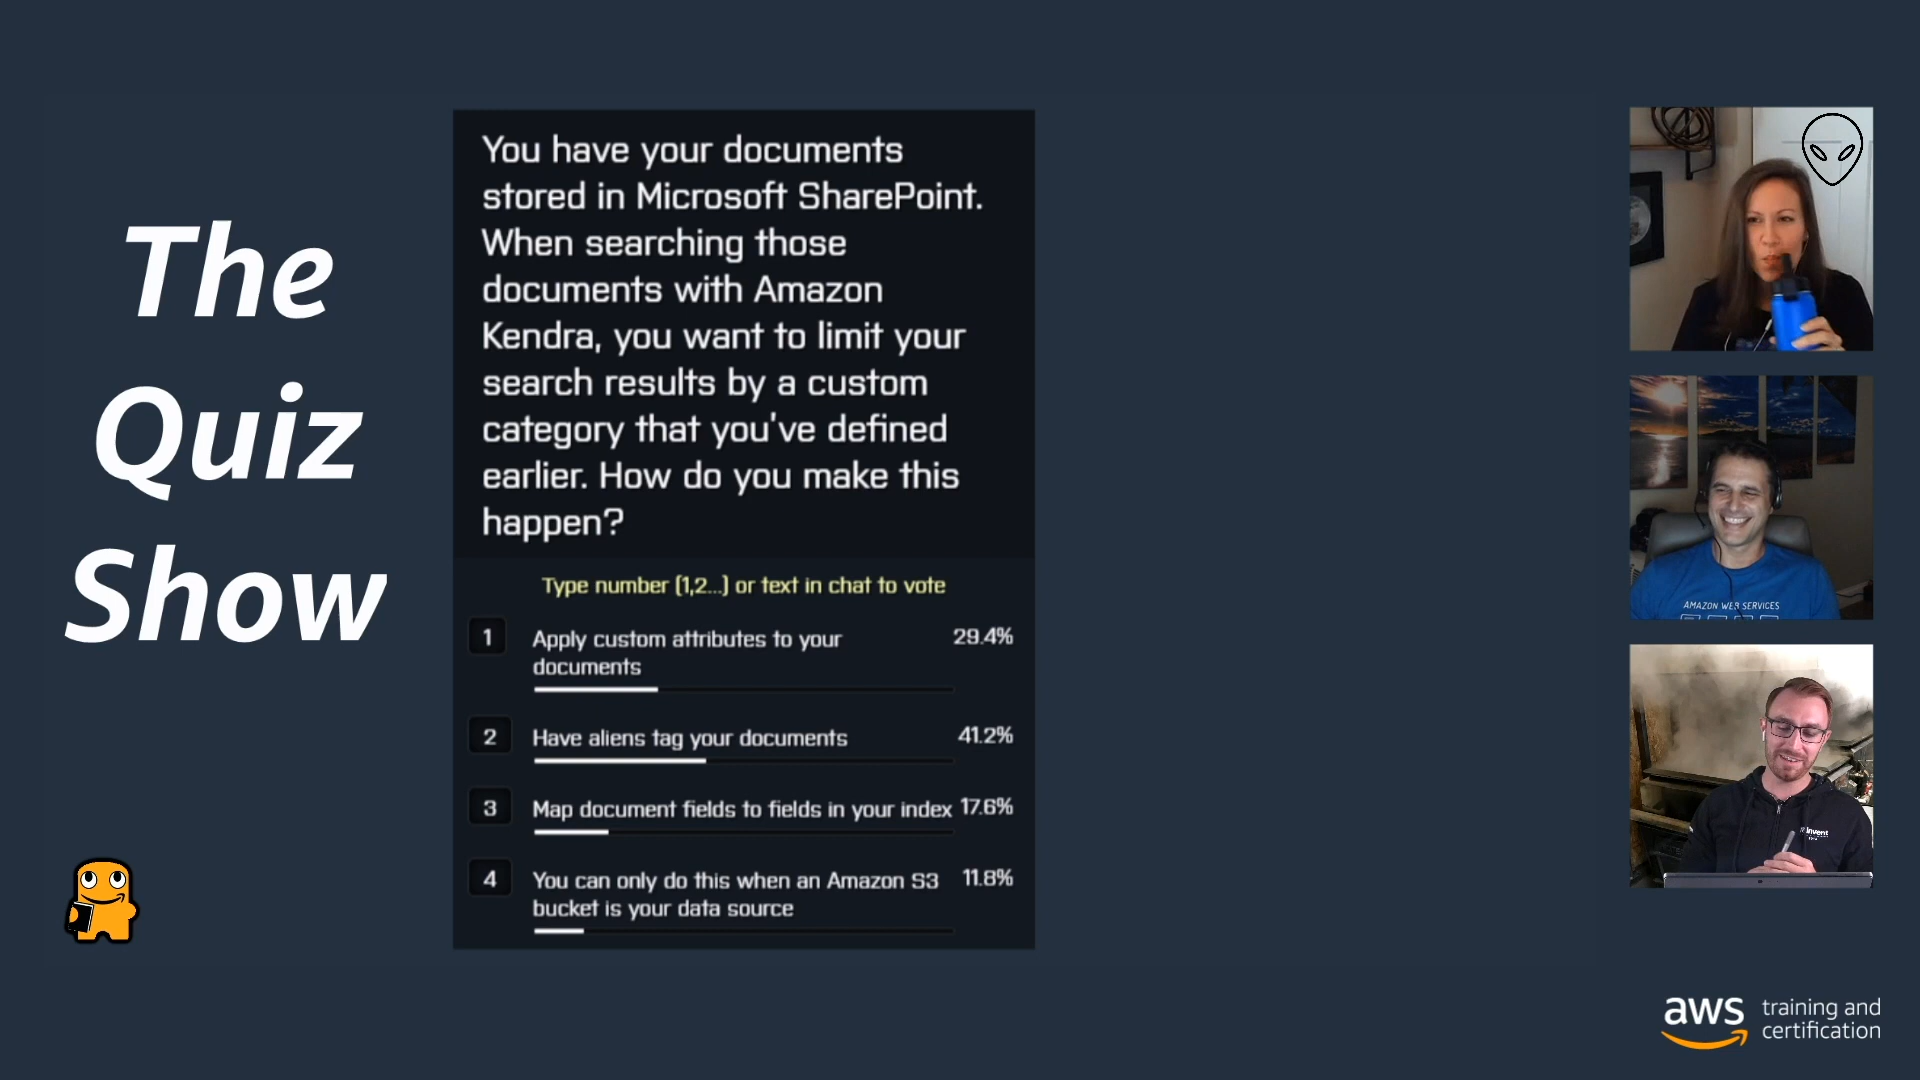 The
Quiz
Show
You have your documents
stored in Microsoft SharePoint.
When searching those
documents with Amazon
Kendra, you want to limit your
search results by a custom
category that you've defined
earlier. How do you make this
happen?
Type number (1,2...) or text in chat to vote
1 Apply custom attributes to your 29.4%
documents
2 Have aliens tag your documents 41.2%
3 Map document fields to fields in your index 17.6%
4 You can only do this when an Amazon S3 11.8%
bucket is your data source
AMAZON WEB SERVICES
aws training and
certification